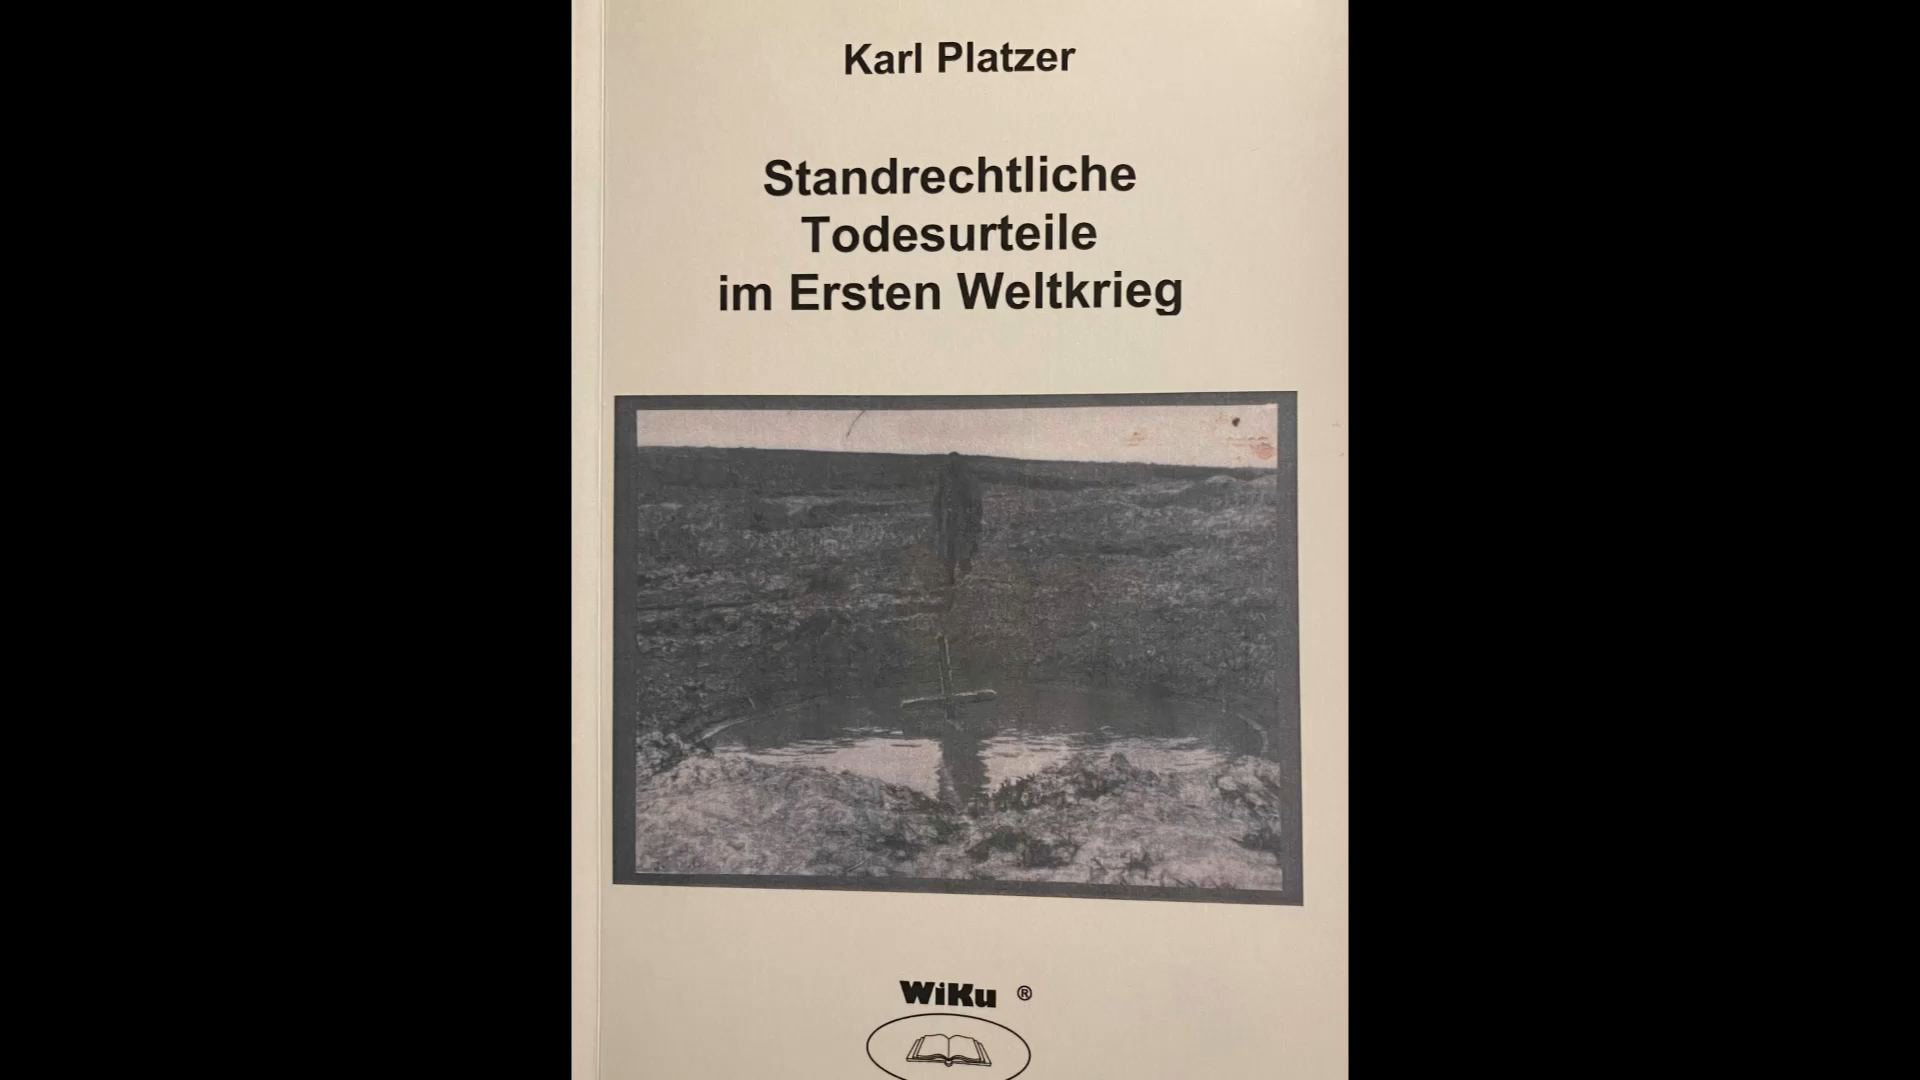 Karl Platzer
Standrechtliche
Todesurteile
im Ersten Weltkrieg
WiKu ®